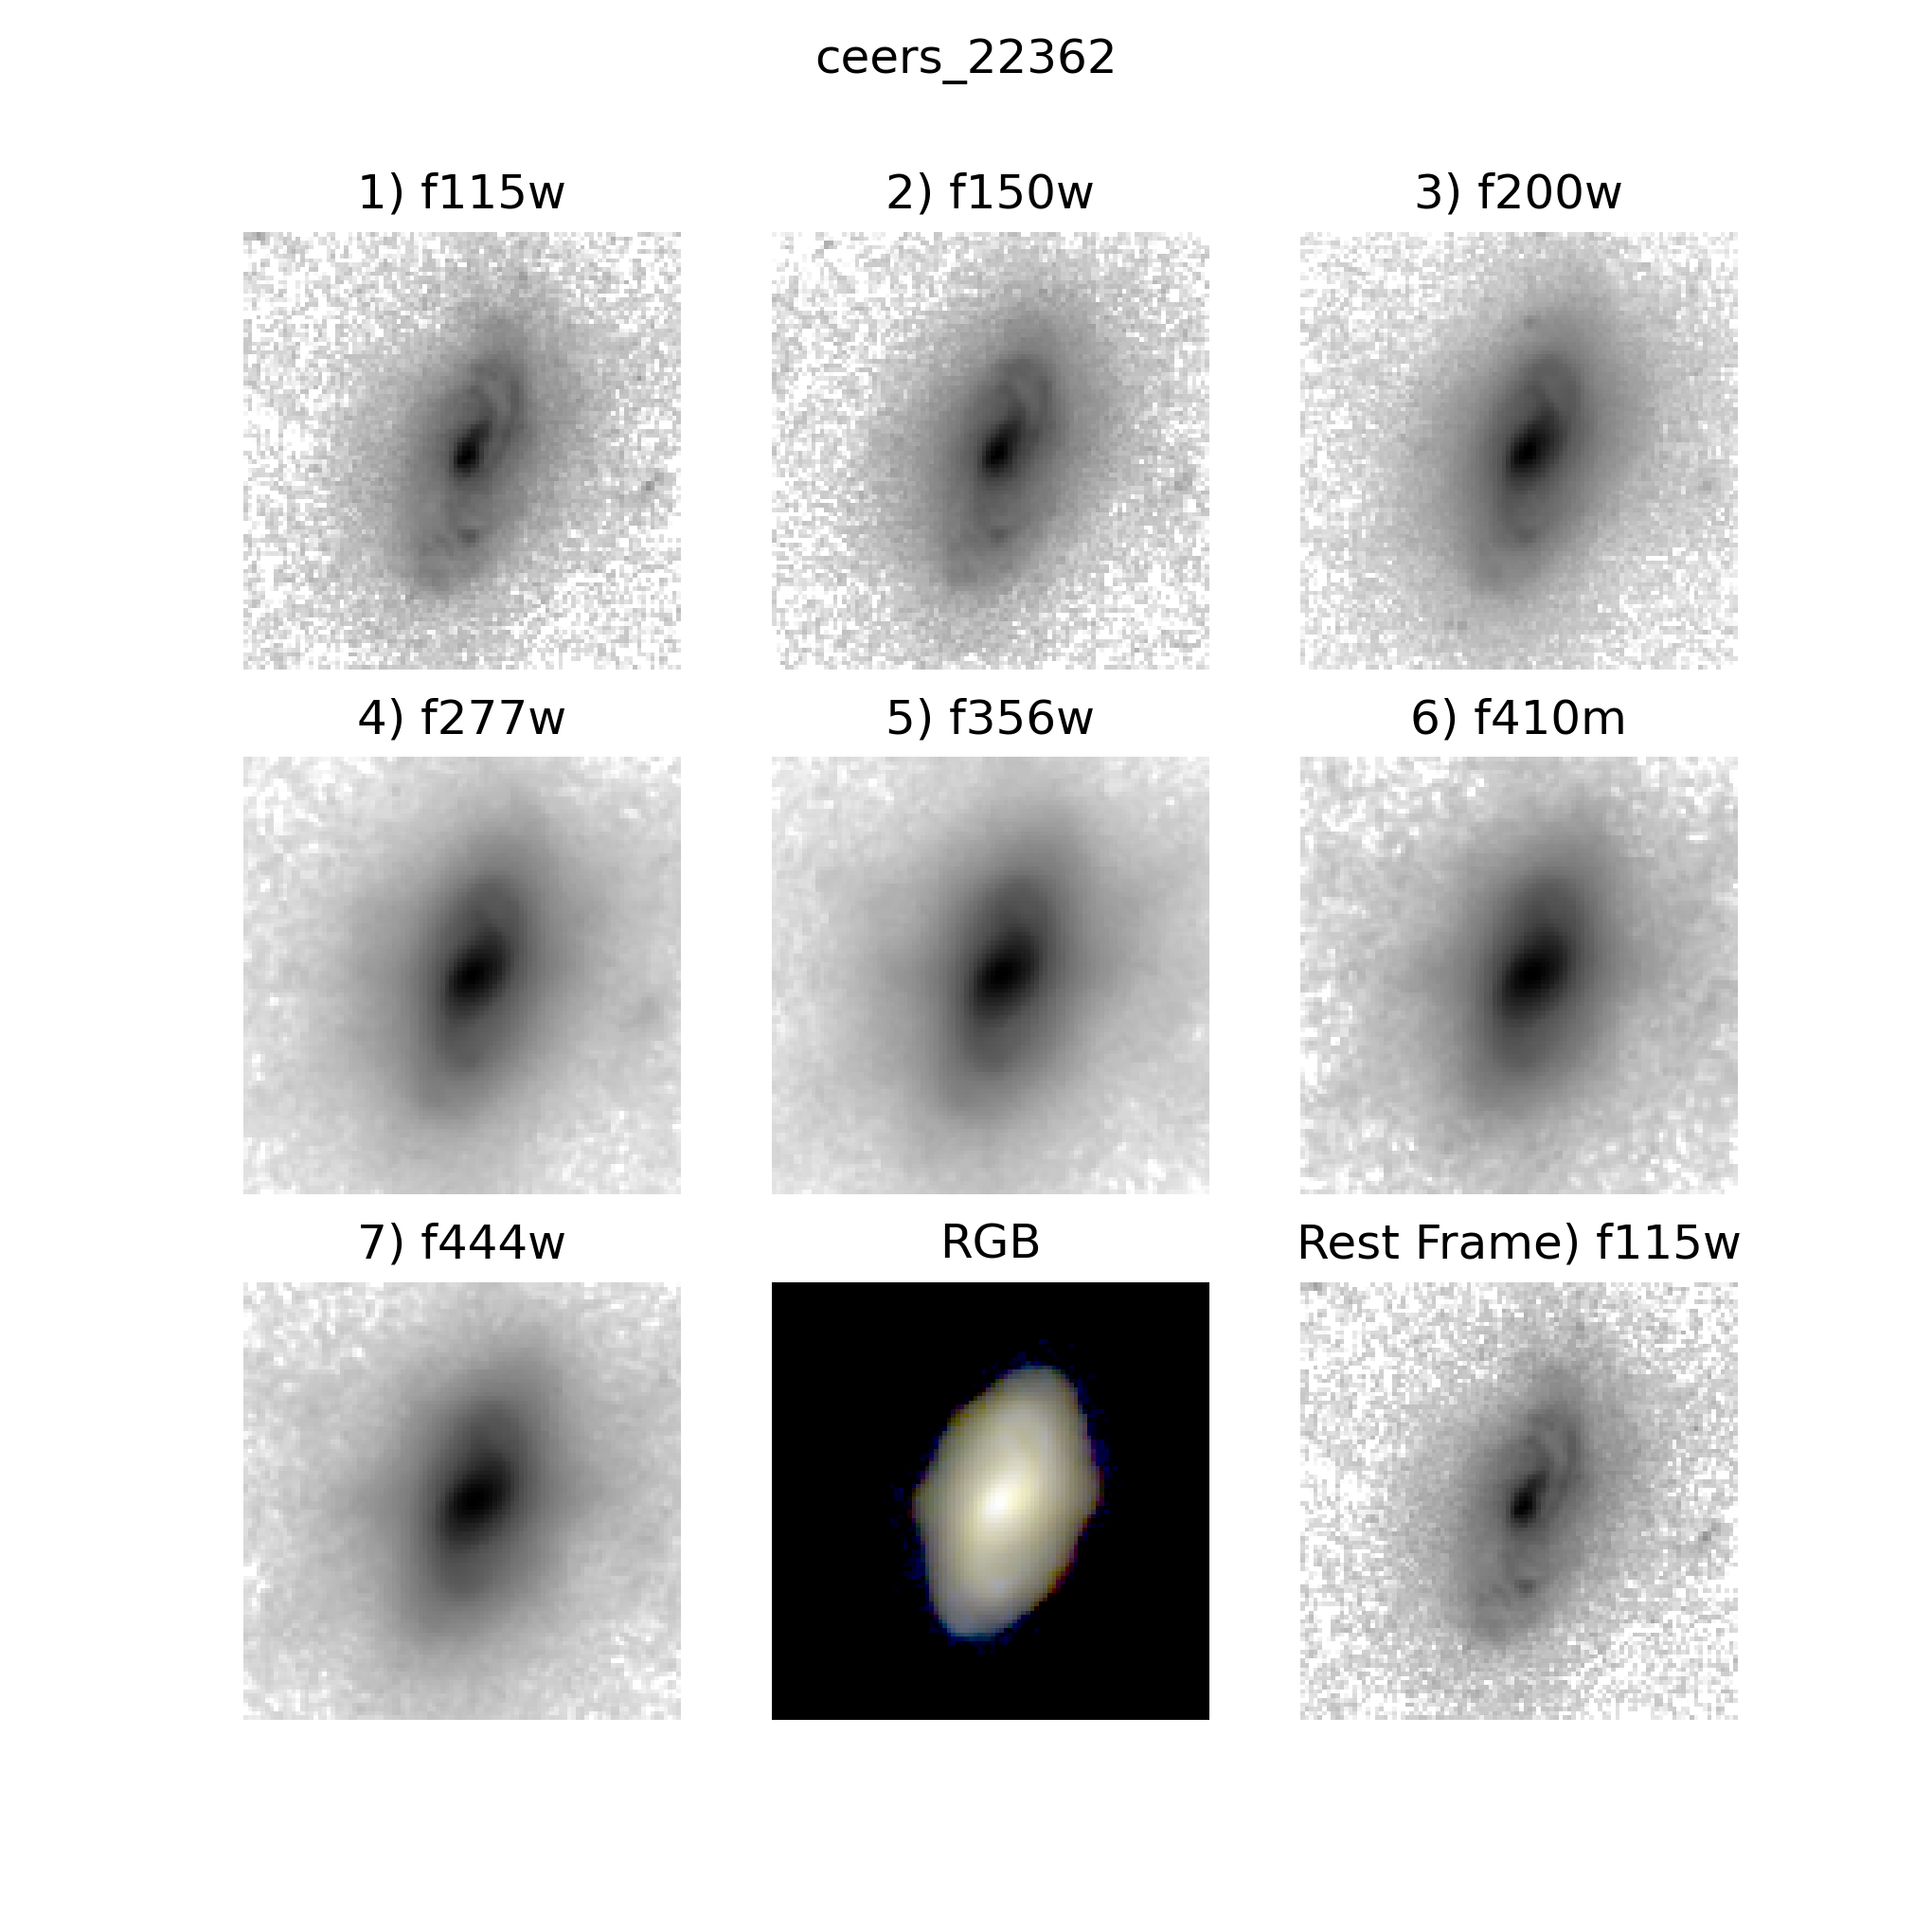 ceers_22362
1) f115w
2) f150w
3) f200w
4) f277w
5) f356w
6) f410m
7) f444w
RGB
Rest Frame) f115w